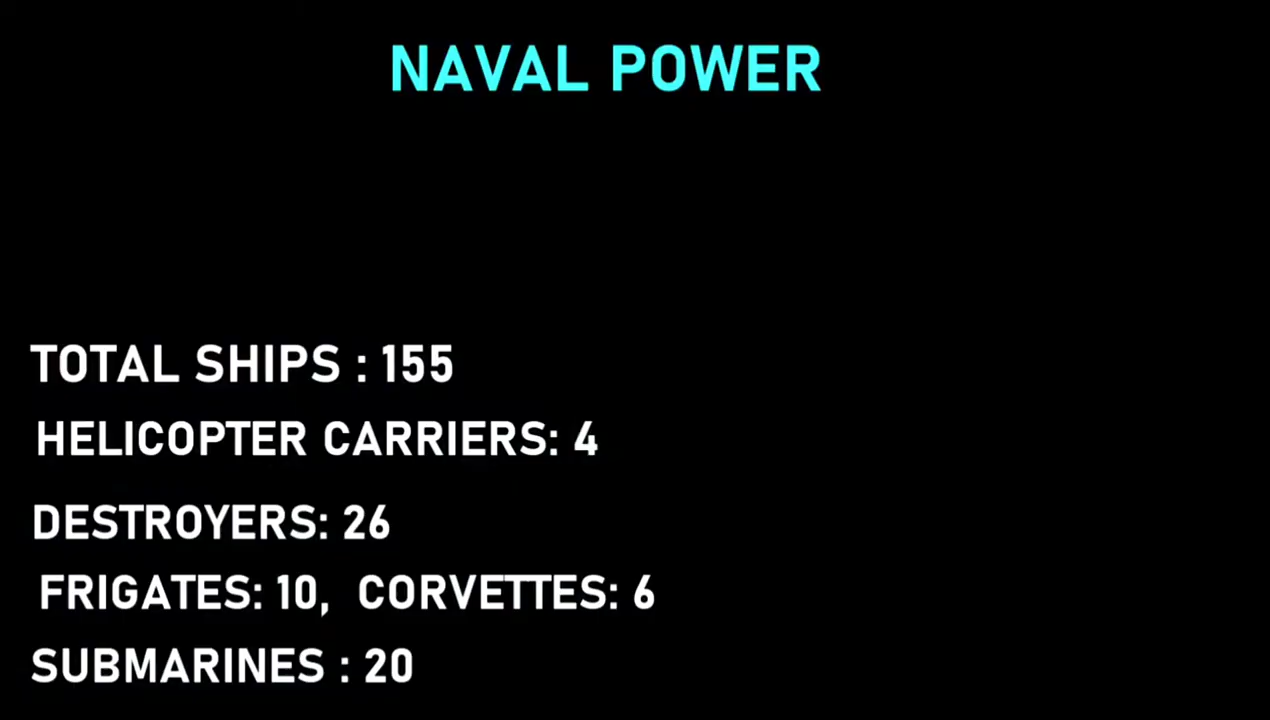 NAVAL POWER
TOTAL SHIPS : 155
HELICOPTER CARRIERS: 4
DESTROYERS: 26
FRIGATES: 10, CORVETTES: 6
SUBMARINES : 20